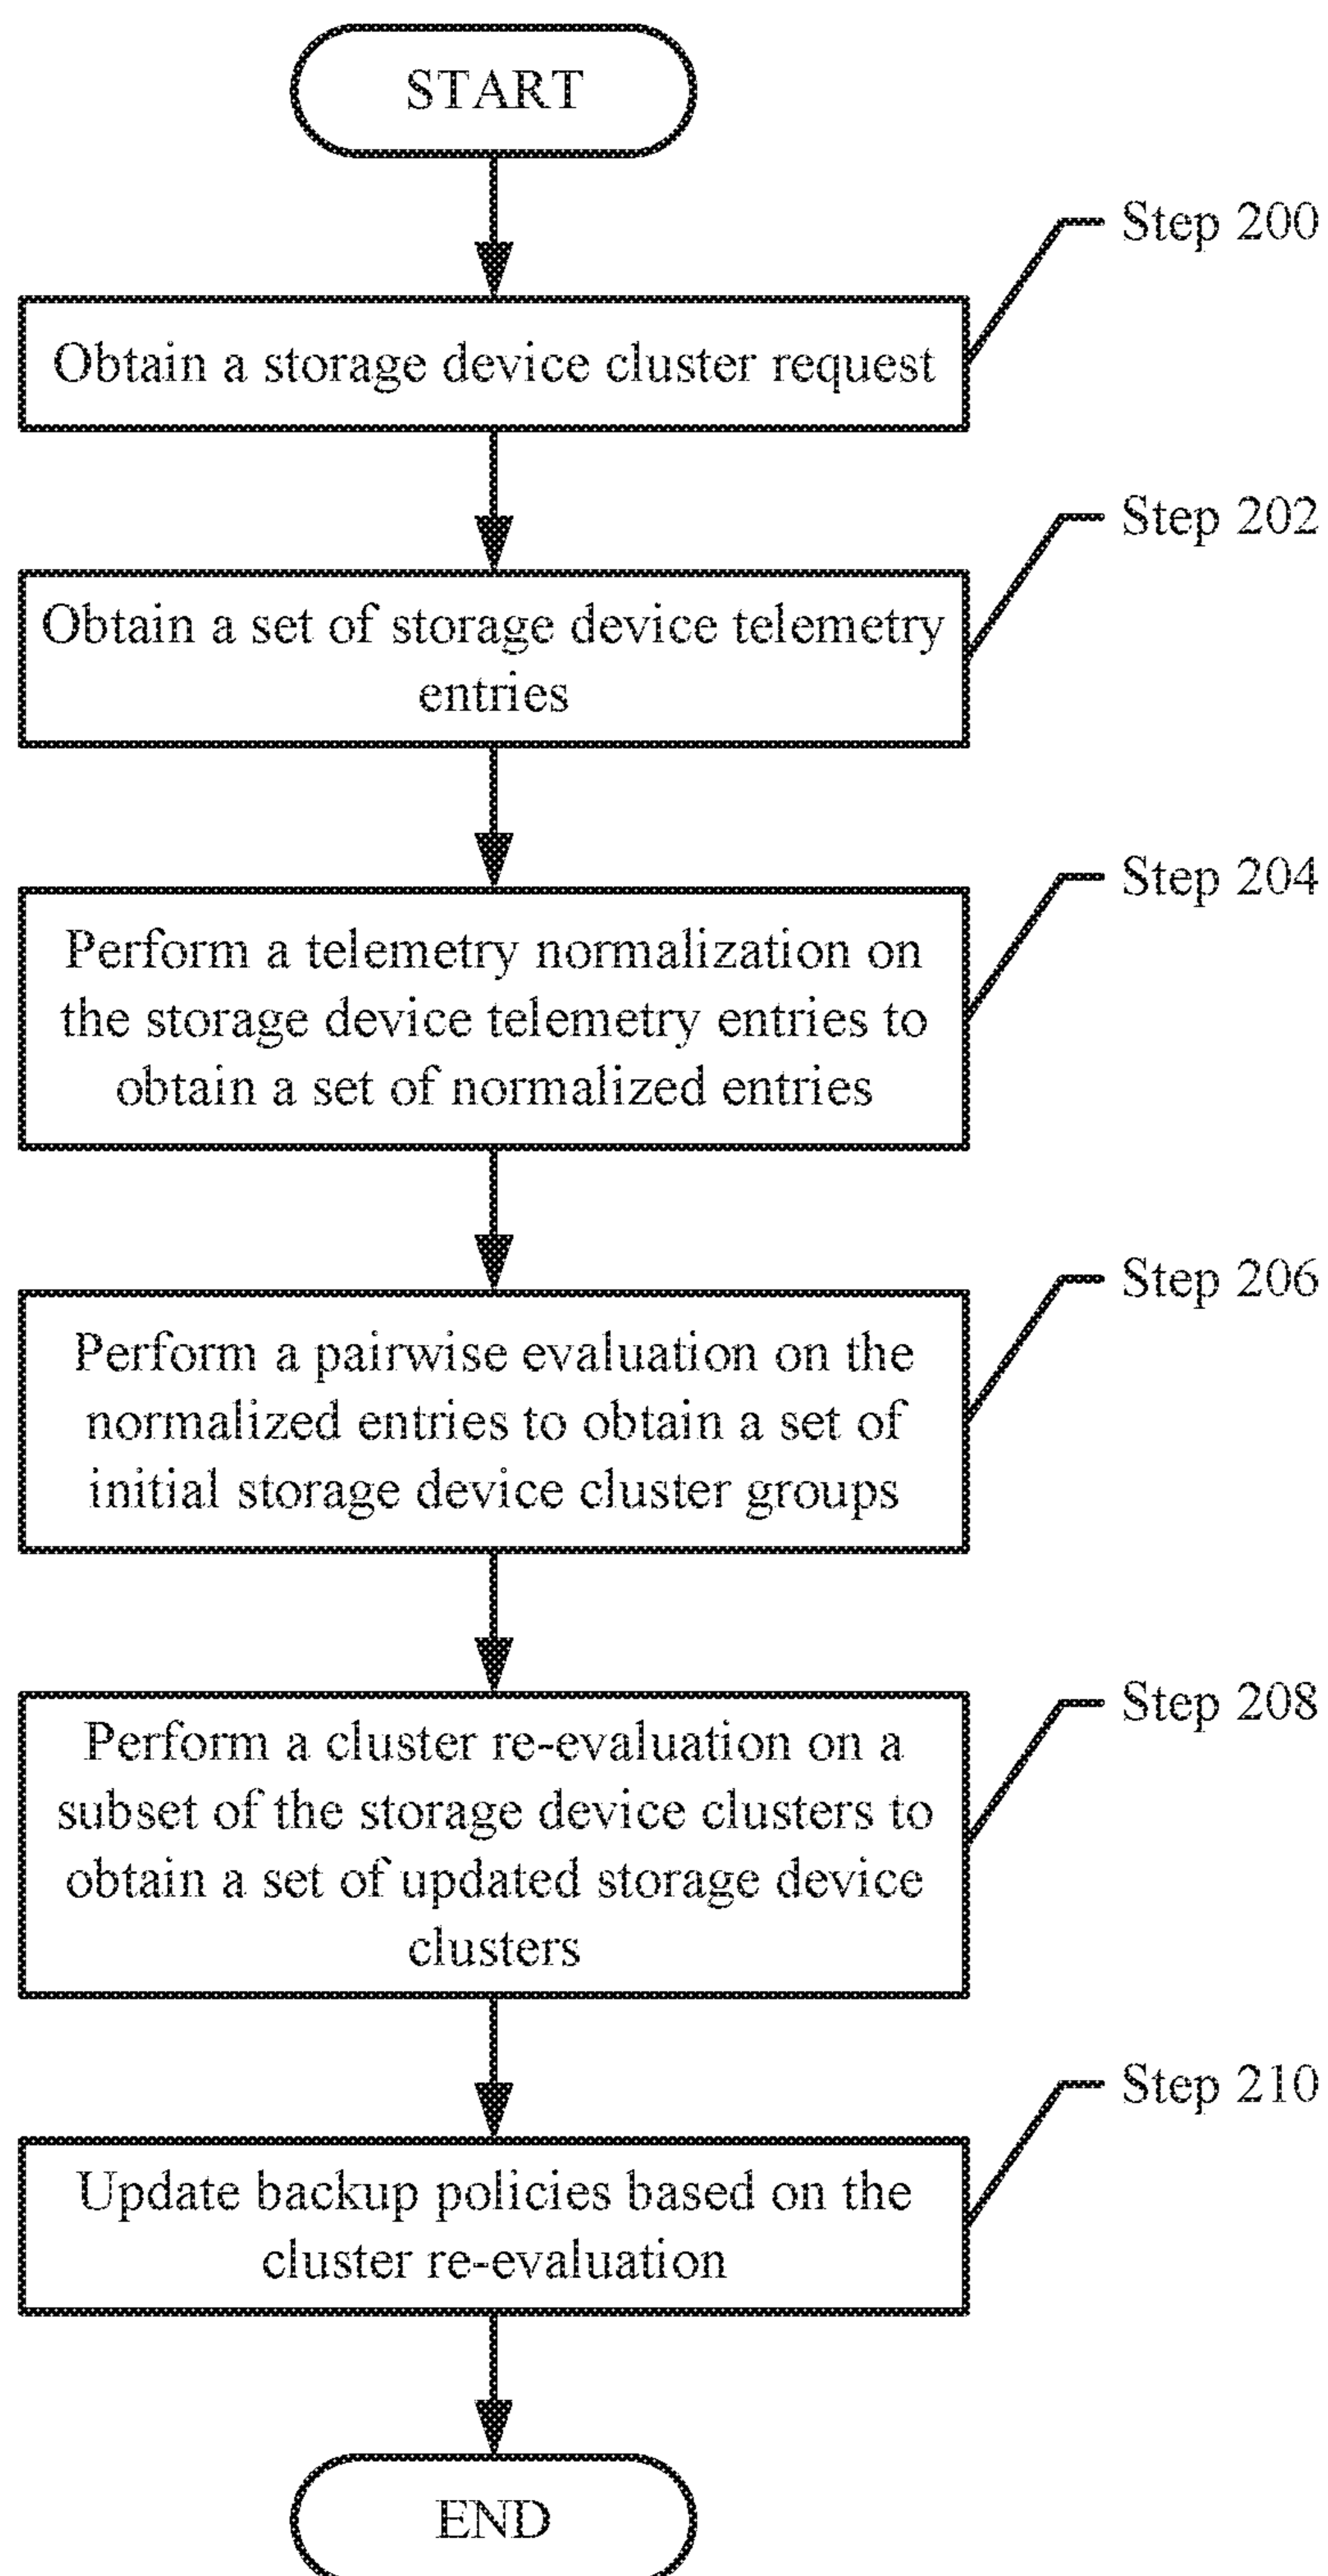 START
Step 200
Obtain a storage device cluster request
Step 202
Obtain a set of storage device telemetry
entries
Step 204
Perform a telemetry normalization on
the storage device telemetry entries to
obtain a set of normalized entries
Step 206
Perform a pairwise evaluation on the
normalized entries to obtain a set of
initial storage device cluster groups
Step 208
Perform a cluster re-evaluation on a
subset of the storage device clusters to
obtain a set of updated storage device
clusters
Step 210
Update backup policies based on the
cluster re-evaluation
END